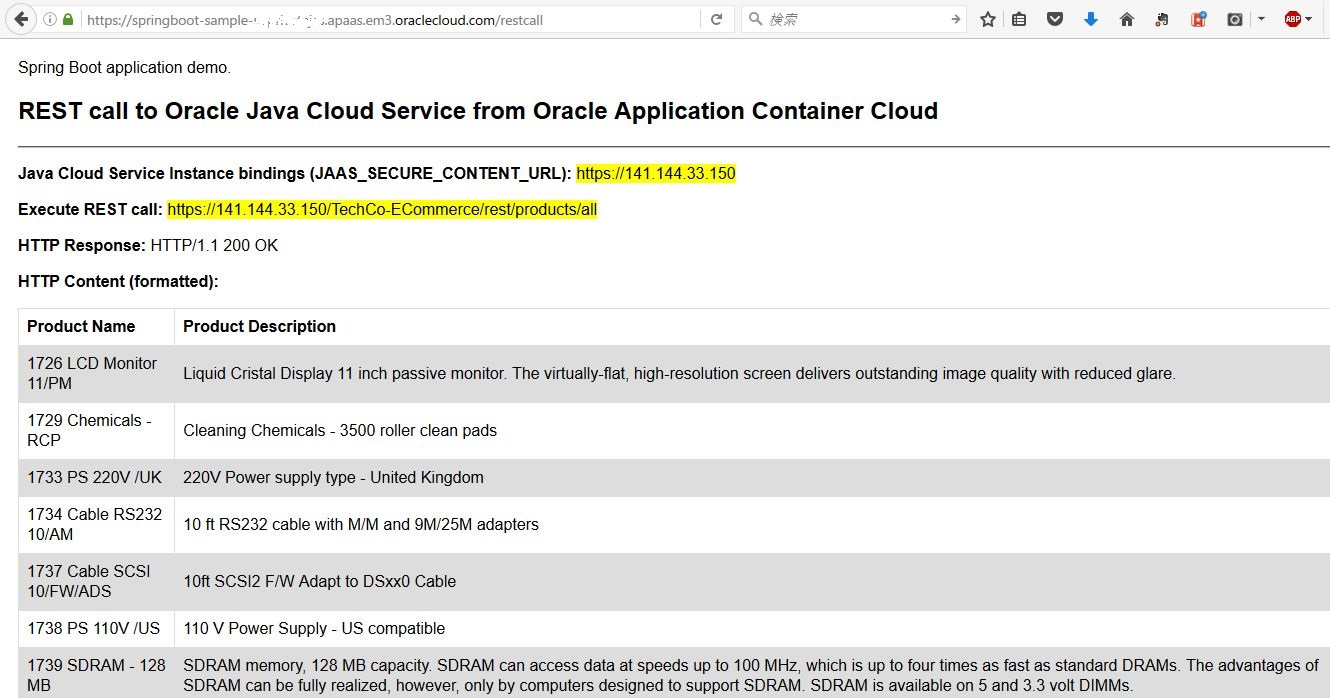 https://springboot-sample- .apaas.em3.oraclecloud.com/restcall
検索
ABP
Spring Boot application demo.
REST call to Oracle Java Cloud Service from Oracle Application Container Cloud
Java Cloud Service Instance bindings (JAAS_SECURE_CONTENT_URL): https://141.144.33.150
Execute REST call: https://141.144.33.150/TechCo-ECommerce/rest/products/all
HTTP Response: HTTP/1.1 200 OK
HTTP Content (formatted):
Product Name Product Description
1726 LCD Monitor
11/PM
Liquid Cristal Display 11 inch passive monitor. The virtually-flat, high-resolution screen delivers outstanding image quality with reduced glare.
1729 Chemicals -
RCP
Cleaning Chemicals - 3500 roller clean pads
1733 PS 220V /UK 220V Power supply type - United Kingdom
1734 Cable RS232
10/AM
10 ft RS232 cable with M/M and 9M/25M adapters
1737 Cable SCSI
10/FW/ADS
10ft SCSI2 F/W Adapt to DSxx0 Cable
1738 PS 110V /US 110 V Power Supply - US compatible
1739 SDRAM - 128
MB
SDRAM memory, 128 MB capacity. SDRAM can access data at speeds up to 100 MHz, which is up to four times as fast as standard DRAMs. The advantages of
SDRAM can be fully realized, however, only by computers designed to support SDRAM. SDRAM is available on 5 and 3.3 volt DIMMs.